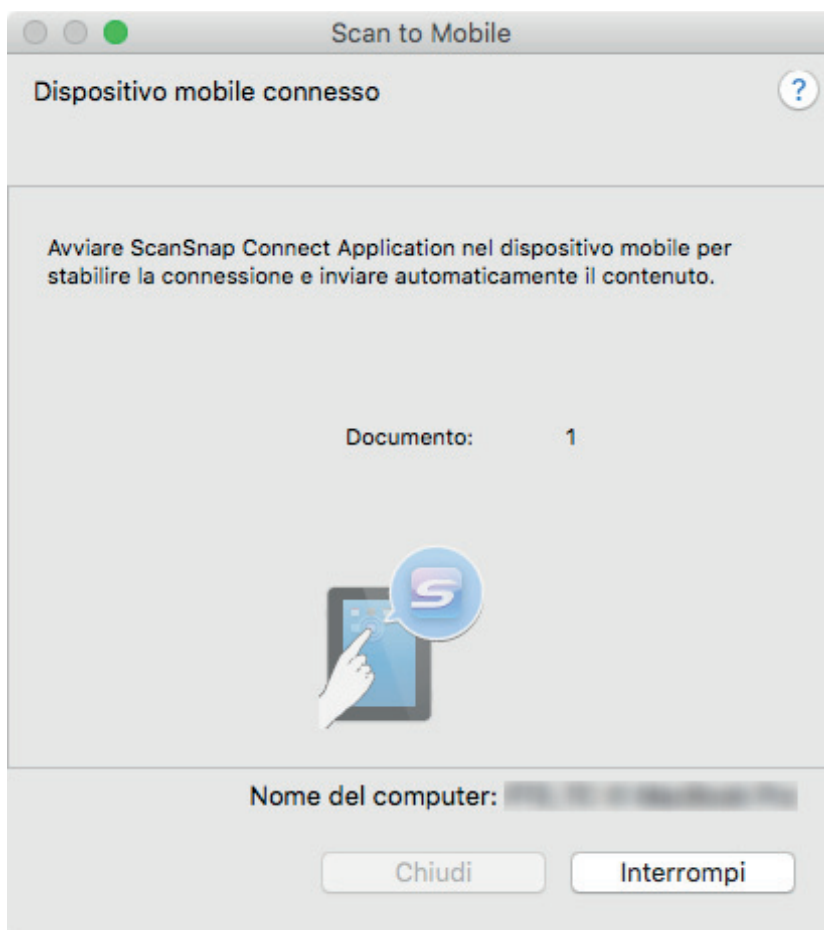 Scan to Mobile
Dispositivo mobile connesso
?
Avviare ScanSnap Connect Application nel dispositivo mobile per
stabilire la connessione e inviare automaticamente il contenuto.
Documento: 1
S
Nome del computer:
Chiudi
Interrompi